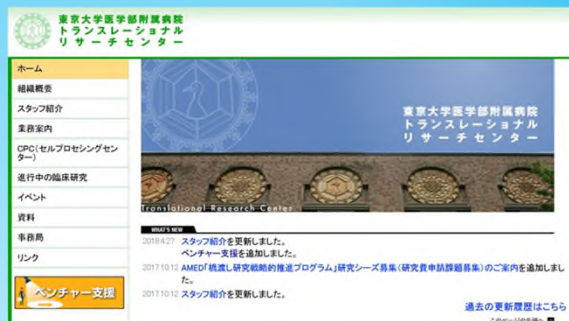 東京大学医学部附属病院
トランスレーショナル
リサーチセンター
ホーム
組織概要
スタッフ紹介
業務案内
CPC(セルプロセシングセン
ター)
進行中の臨床研究
イベント
資料
事務局
リンク
ベンチャー支援
東京大学医学部附属病院
トランスレーショナル
リサーチセンター
Translational Research Center
WHAT'S NEW
2018.4.27 スタッフ紹介を更新しました。
ベンチャー支援を追加しました。
2017.10.12 AMED「橋渡し研究戦略的推進プログラム」研究シーズ募集(研究費申請課題募集)のご案内を追加しまし
た。
2017.10.12 スタッフ紹介を更新しました。
過去の更新履歴はこちら